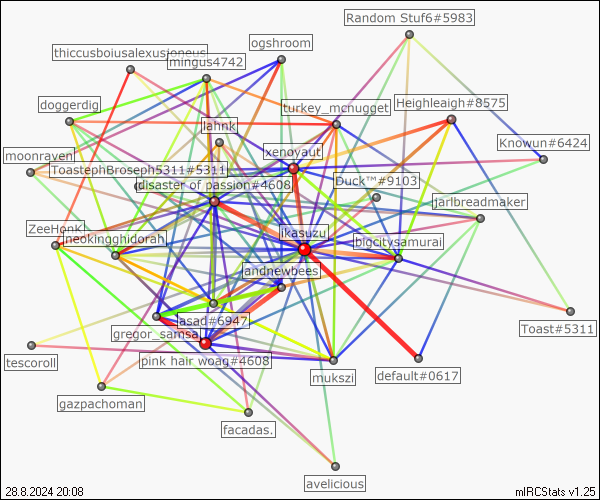 Random Stuf6#5983
ogshroom
thiccusboiusalexusioneus
mingus4742
doggerdig
turkey_mcnugget
Heighleaigh#8575
lahnk
Knowun#6424
moonraven
xenoyaut
ToastephBroseph5311#5311
disaster of passion#4608
Duck™#9103
jarlbreadmaker
ZeeHonK
neokingghidorah
ikasuzu
bigcitysamurai
andnewbees
lasad#6947
Toast#5311
gregor_samsa
tescoroll
pink hair woag#4608
mukszi
default#0617
gazpachoman
facadas.
avelicious
28.8.2024 20:08
mIRCStats v1.25